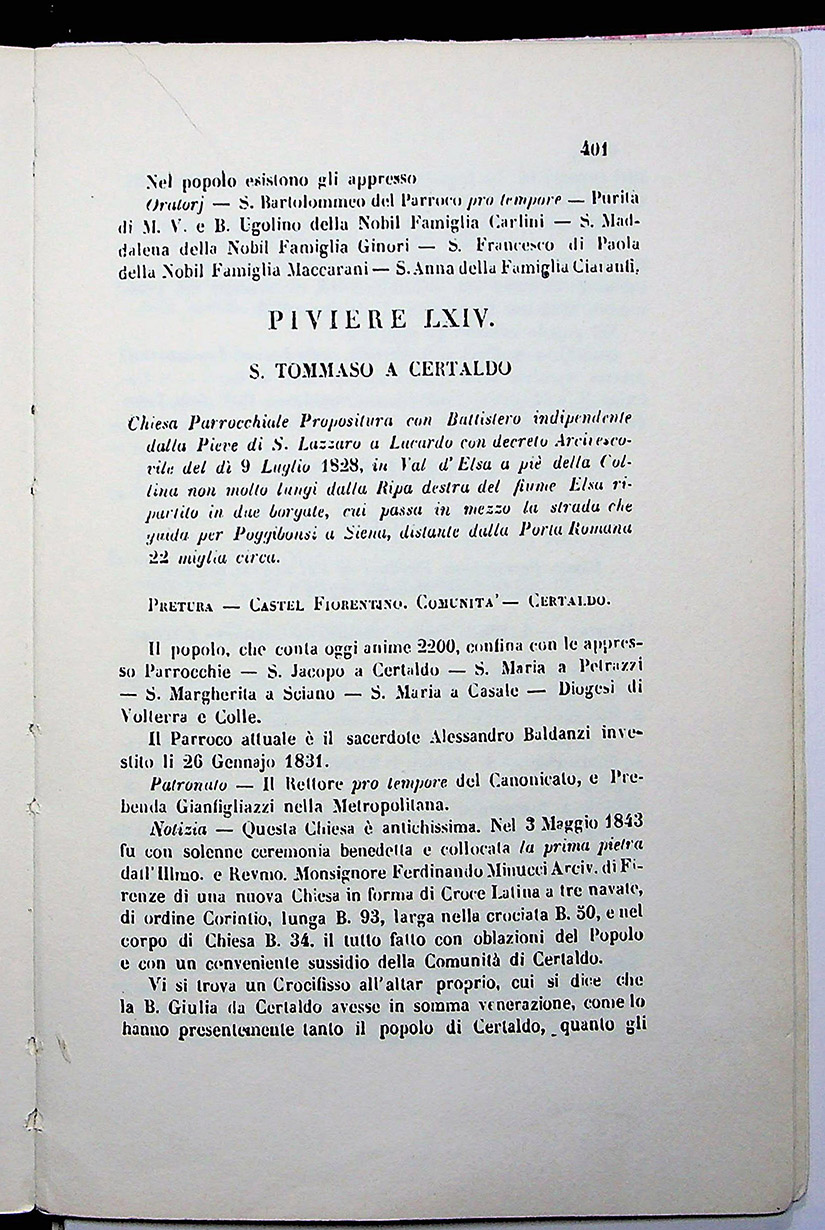 401
Nel popolo esistono gli appresso
Oratorj — S. Bartolommeo del Parroco pro tempore — Purità
di M. V. e B. Ugolino della Nobil Famiglia Carlini — S. Mad-
dalena della Nobil Famiglia Ginori — S. Francesco di Paola
della Nobil Famiglia Maccarani — S. Anna della Famiglia Ciaranfi.
PIVIERE LXIV.
S. TOMMASO A CERTALDO
Chiesa Parrocchiale Propositura con Battistero indipendente
dalla Pieve di S. Lazzaro a Lucardo con decreto Arcivesco-
vile del dì 9 Luglio 1828, in Val d'Elsa a piè della Col-
lina non molto lungi dalla Ripa destra del fiume Elsa ri-
partito in due borgate, cui passa in mezzo la strada che
guida per Poggibonsi a Siena, distante dalla Porta Romana
22 miglia circa.
PRETURA — CASTEL FIORENTINO. COMUNITA' — CERTALDO.
Il popolo, che conta oggi anime 2200, confina con le appres-
so Parrocchie — S. Jacopo a Certaldo — S. Maria a Petrazzi
— S. Margherita a Sciano — S. Maria a Casale — Diogesi di
Volterra e Colle.
Il Parroco attuale è il sacerdote Alessandro Baldanzi inve-
stito li 26 Gennajo 1831.
Patronato — Il Rettore pro tempore del Canonicato, e Pre-
benda Gianfigliazzi nella Metropolitana.
Notizia — Questa Chiesa è antichissima. Nel 3 Maggio 1843
fu con solenne ceremonia benedetta e collocata la prima pietra
dall'Illmo. e Revmo. Monsignore Ferdinando Minucci Arciv. di Fi-
renze di una nuova Chiesa in forma di Croce Latina a tre navate,
di ordine Corintio, lunga B. 93, larga nella crociata B. 50, e nel
corpo di Chiesa B. 34. il tutto fatto con oblazioni del Popolo
e con un conveniente sussidio della Comunità di Certaldo.
Vi si trova un Crocifisso all'altar proprio, cui si dice che
la B. Giulia da Certaldo avesse in somma venerazione, come lo
hanno presentemente tanto il popolo di Certaldo, quanto gli